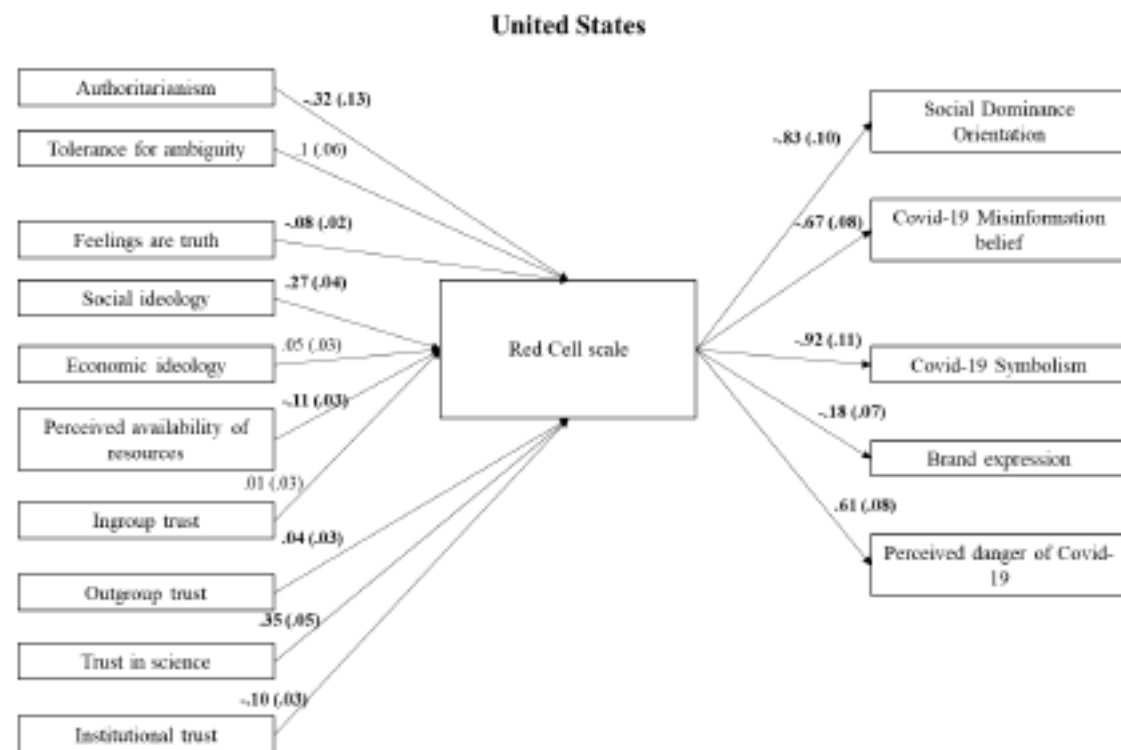 United States
Authoritarianism
-.32 (.13)
Tolerance for ambiguity
.1 (.06)
Feelings are truth
-.08 (.02)
Social ideology
.27 (.04)
Economic ideology
.05 (.03)
Perceived availability of
resources
-.11 (.03)
Ingroup trust
.01 (.03)
Outgroup trust
.04 (.03)
Trust in science
.35 (.05)
Institutional trust
-.10 (.03)
Red Cell scale
-.83 (.10)
Social Dominance
Orientation
-.67 (.08)
Covid-19 Misinformation
belief
-.92 (.11)
Covid-19 Symbolism
-.18 (.07)
Brand expression
.61 (.08)
Perceived danger of Covid-
19